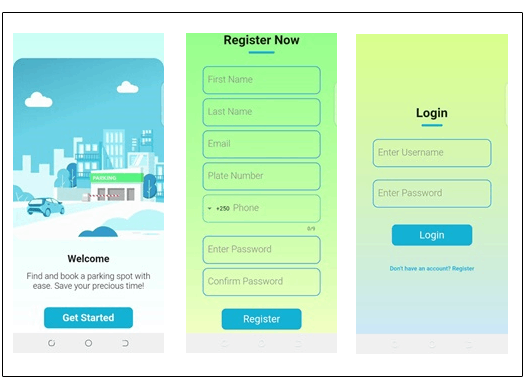 PARKING
Welcome
Find and book a parking spot with
ease. Save your precious time!
Get Started
Register Now
First Name
Last Name
Email
Plate Number
+250 Phone
0/9
Enter Password
Confirm Password
Register
Login
Enter Username
Enter Password
Login
Don't have an account? Register